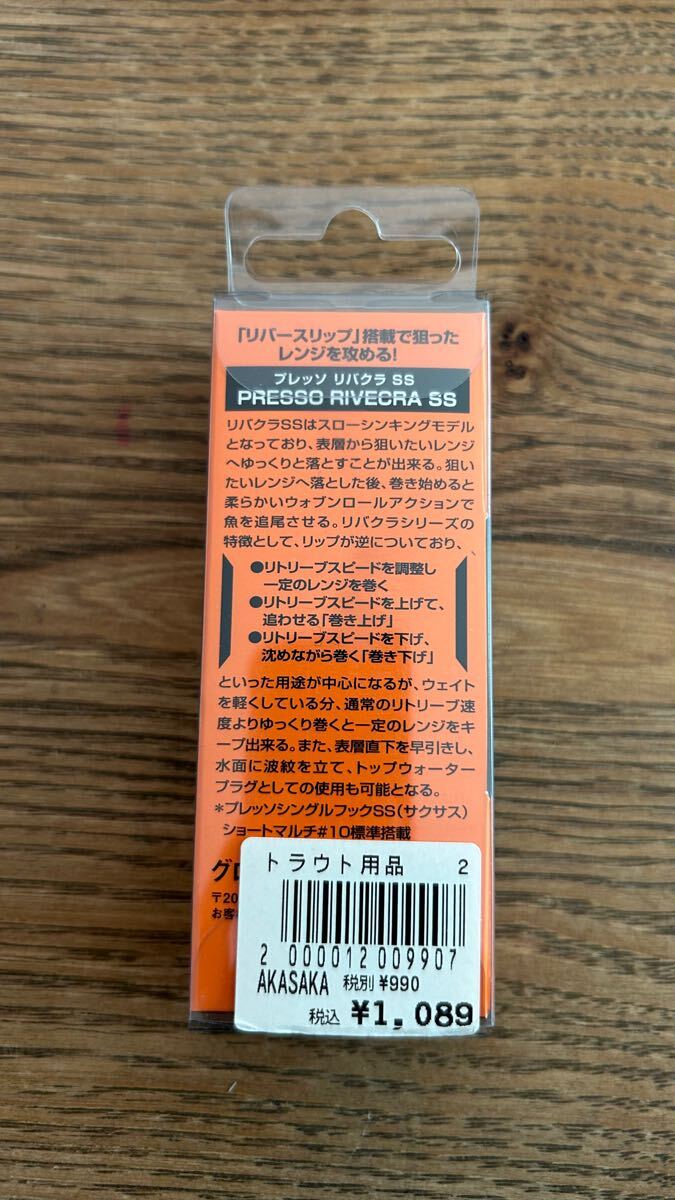 「リバースリップ」搭載で狙った
レンジを攻める!
プレッソ リバクラ SS
PRESSO RIVECRA SS
リバクラSSはスローシンキングモデル
となっており、表層から狙いたいレンジ
へゆっくりと落とすことが出来る。狙い
たいレンジへ落とした後、巻き始めると
柔らかいウォブンロールアクションで
魚を追尾させる。リバクラシリーズの
特徴として、リップが逆についており、
●リトリーブスピードを調整し
一定のレンジを巻く
●リトリーブスピードを上げて、
追わせる「巻き上げ」
●リトリーブスピードを下げ、
沈めながら巻く「巻き下げ」
といった用途が中心になるが、ウェイト
を軽くしている分、通常のリトリーブ速
度よりゆっくり巻くと一定のレンジをキ
ープ出来る。また、表層直下を早引きし、
水面に波紋を立て、トップウォーター
プラグとしての使用も可能となる。
*プレッソシングルフックSS(サクサス)
ショートマルチ#10標準搭載
グロ
〒20
お客
トラウト用品 2
2 000012 009907
AKASAKA 税別 ¥990
税込 ¥1,089